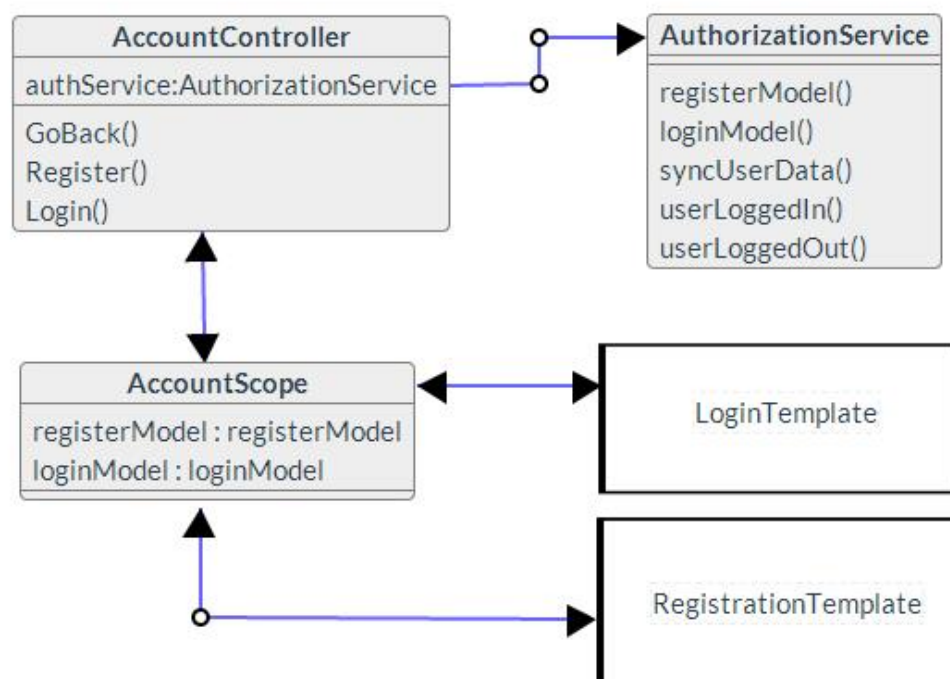 AccountController
authService:AuthorizationService
GoBack()
Register()
Login()
AuthorizationService
registerModel()
loginModel()
syncUserData()
userLoggedIn()
userLoggedOut()
AccountScope
registerModel : registerModel
loginModel : loginModel
LoginTemplate
RegistrationTemplate